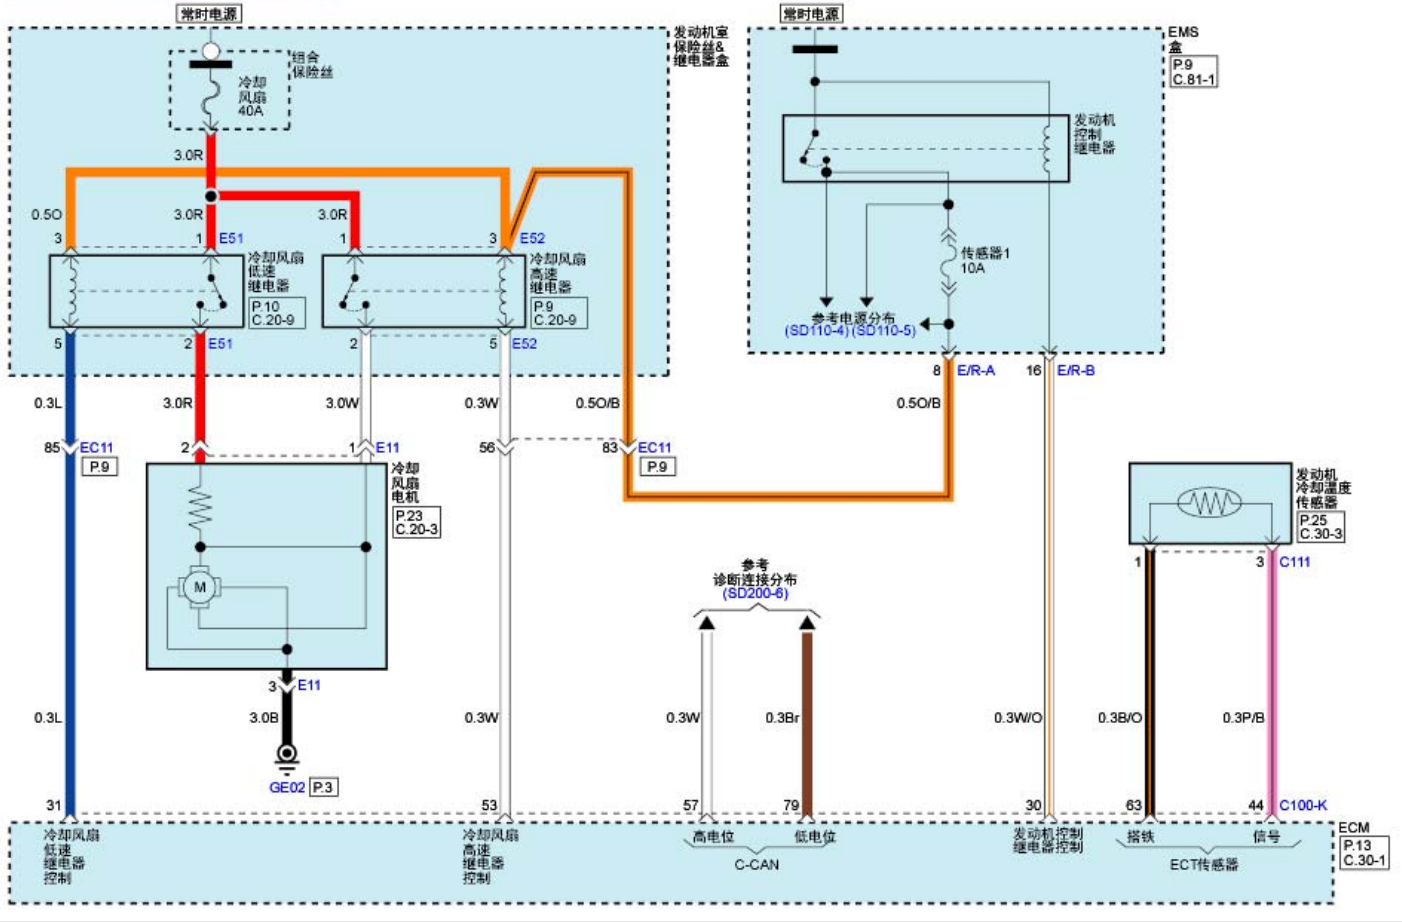 常时电源
常时电源
发动机室
保险丝&
继电器盒
EMS
盒
P.9
C.81-1
组合
保险丝
冷却
风扇
40A
发动机
控制
继电器
3.0R
0.5O
3.0R
3.0R
3
1
E51
1
3
E52
冷却风扇
低速
继电器
P.10
C.20-9
冷却风扇
高速
继电器
P.9
C.20-9
传感器1
10A
参考电源分布
(SD110-4)(SD110-5)
5
2
E51
2
5
E52
8
E/R-A
16
E/R-B
0.3L
3.0R
3.0W
0.3W
0.5O/B
0.5O/B
85
EC11
P.9
2
1
E11
56
83
EC11
P.9
冷却
风扇
电机
P.23
C.20-3
M
发动机
冷却温度
传感器
P.25
C.30-3
1
3
C111
参考
诊断连接分布
(SD200-6)
3
E11
0.3L
3.0B
0.3W
0.3W
0.3Br
0.3W/O
0.3B/O
0.3P/B
GE02
P.3
31
53
57
79
30
63
44
C100-K
冷却风扇
低速
继电器
控制
冷却风扇
高速
继电器
控制
高电位
低电位
C-CAN
发动机控制
继电器控制
搭铁
信号
ECT传感器
ECM
P.13
C.30-1